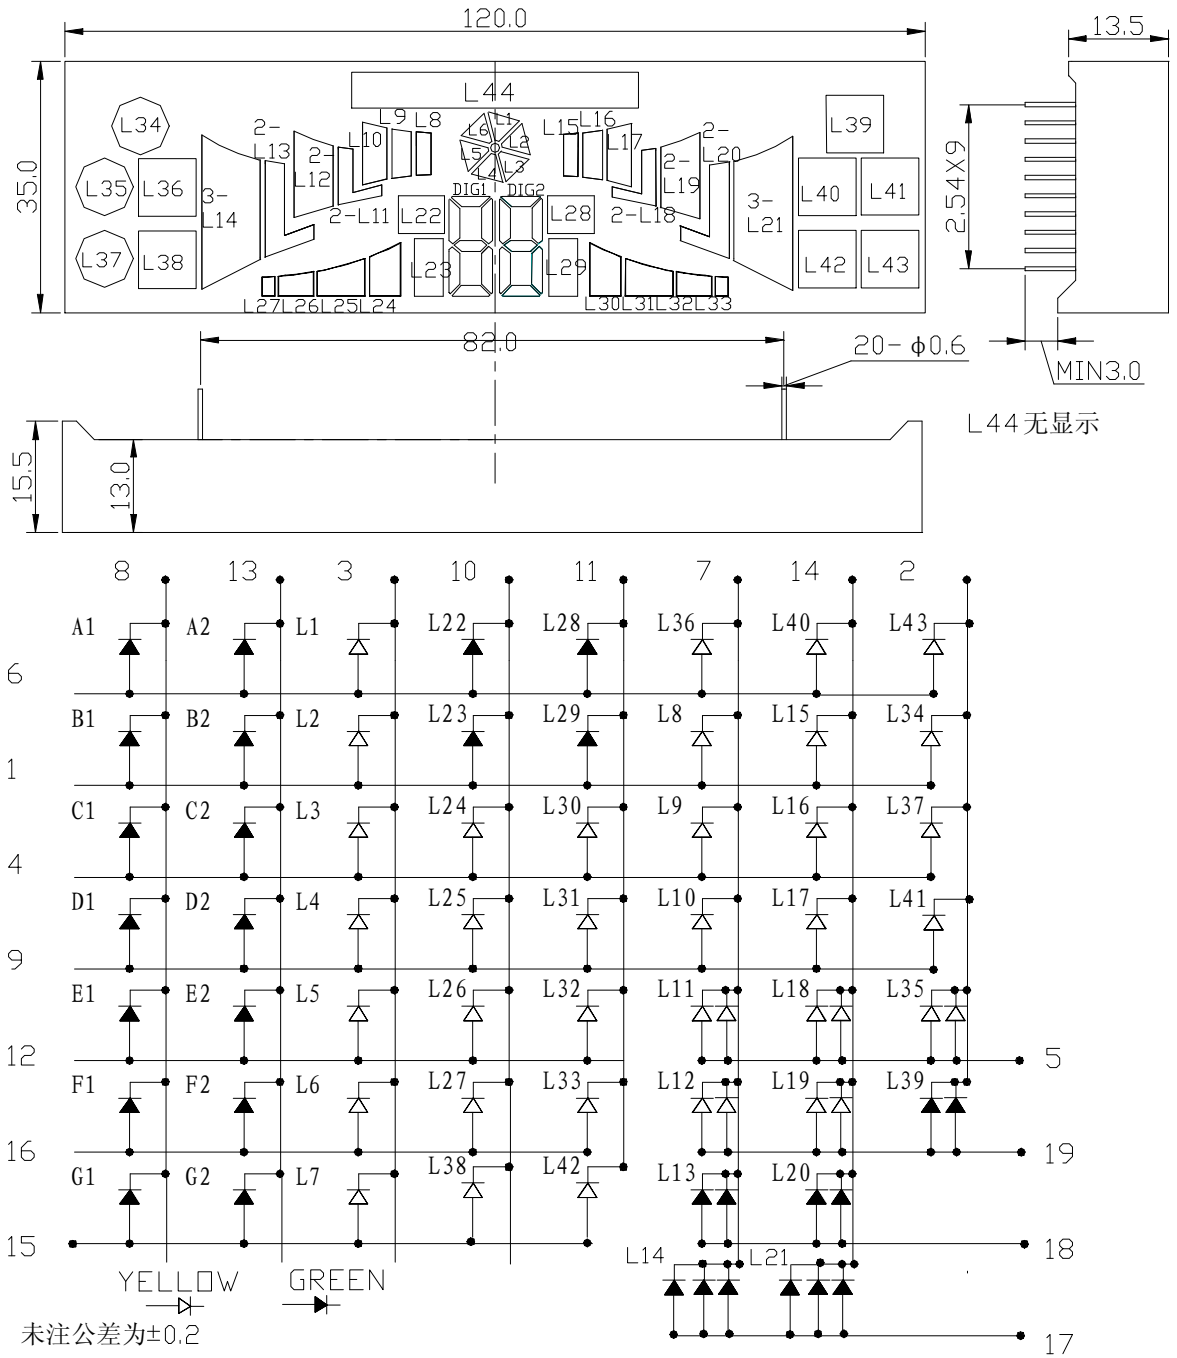 120.0
13.5
L44
L34
2-
L13
2-
L12
L10
L9
L8
L6
L1
L2
L5
L3
L4
L15
L16
L17
2-
L20
2-
L19
L39
35.0
L35
L36
3-
L14
2-L11
DIG1
DIG2
2-L18
3-
L21
L40
L41
2.54X9
L22
L28
L37
L38
L23
L29
L42
L43
L27
L26
L25
L24
L30
L31
L32
L33
82.0
20-φ0.6
MIN3.0
L44无显示
15.5
13.0
8 13 3 10 11 7 14 2
A1 A2 L1 L22 L28 L36 L40 L43
6
B1 B2 L2 L23 L29 L8 L15 L34
1
C1 C2 L3 L24 L30 L9 L16 L37
4
D1 D2 L4 L25 L31 L10 L17 L41
9
E1 E2 L5 L26 L32 L11 L18 L35
12 5
F1 F2 L6 L27 L33 L12 L19 L39
16 19
G1 G2 L7 L38 L42 L13 L20
15 18
L14 L21
YELLOW GREEN
未注公差为±0.2
17